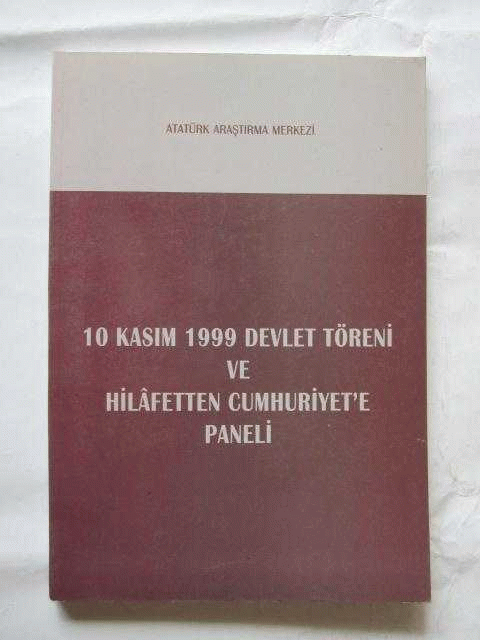 ATATÜRK ARAŞTIRMA MERKEZİ
10 KASIM 1999 DEVLET TÖRENİ
VE
HİLÂFETTEN CUMHURİYET'E
PANELİ